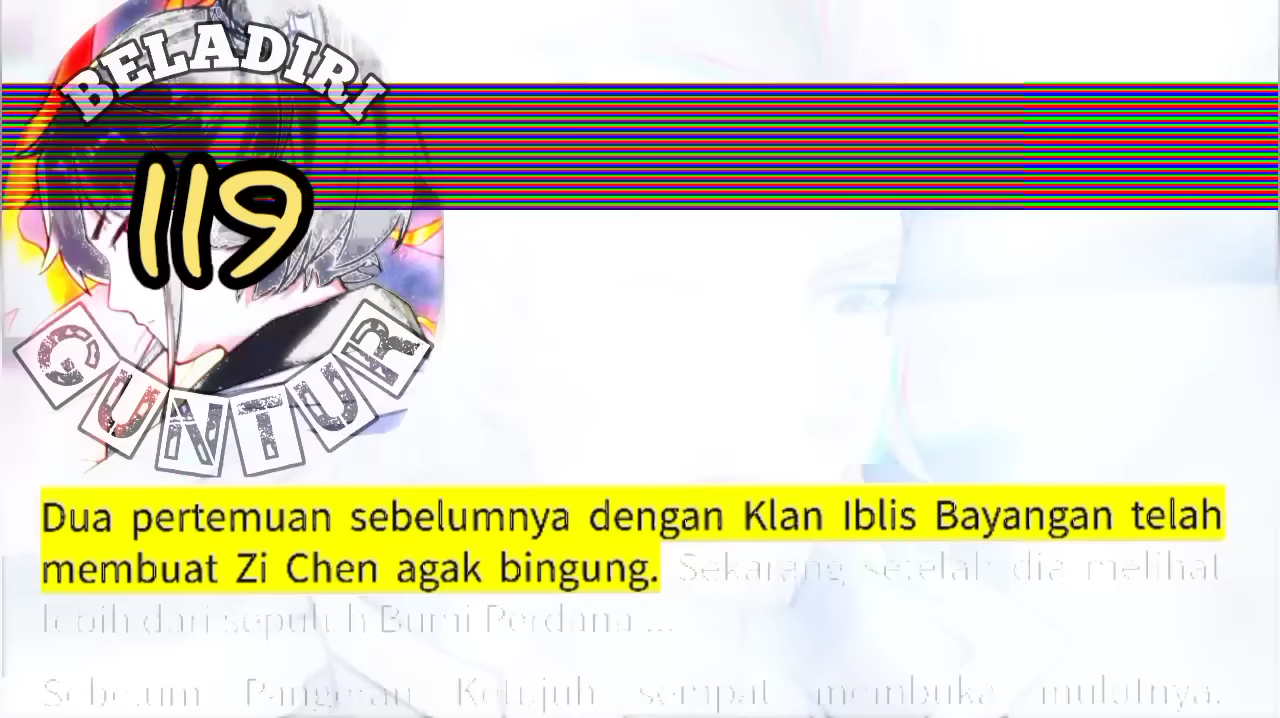 BELADIRI
119
GUNTUR
Dua pertemuan sebelumnya dengan Klan Iblis Bayangan telah
membuat Zi Chen agak bingung. Sekarang setelah dia melihat
lebih dari sepuluh Bumi Perdana ...
Sebelum Pangeran Ketujuh sempat membuka mulutnya.